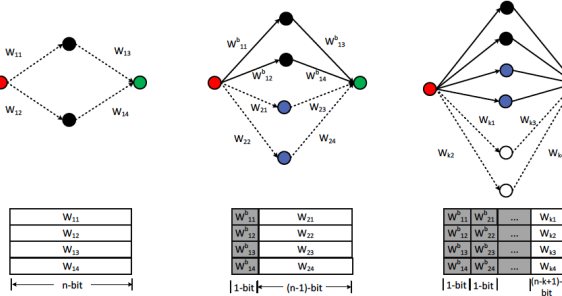 W11
W13
W12
W14
W11
W12
W13
W14
n-bit
Wb11
Wb13
Wb12
Wb14
W21
W23
W22
W24
Wb11
W21
Wb12
W22
Wb13
W23
Wb14
W24
1-bit
(n-1)-bit
Wk1
Wk3
Wk2
Wb11 Wb21 ... Wk1
Wb12 Wb22 ... Wk2
Wb13 Wb23 ... Wk3
Wb14 Wb24 ... Wk4
1-bit 1-bit
(n-k+1)-
bit